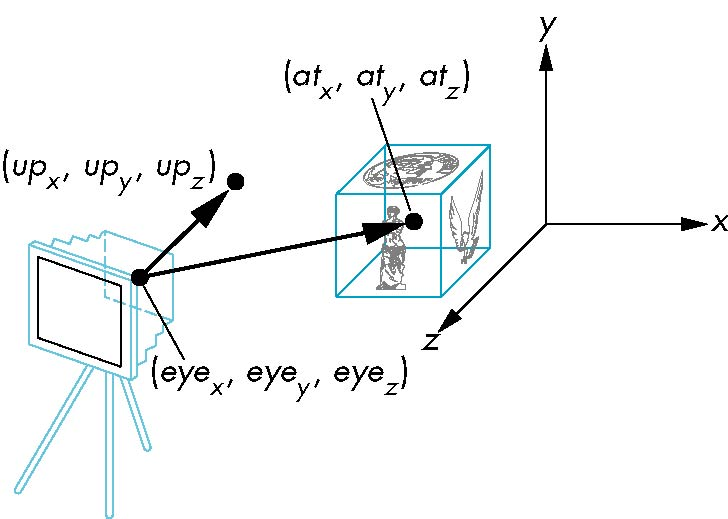 y
(at_x, at_y, at_z)
(up_x, up_y, up_z)
x
z
(eye_x, eye_y, eye_z)